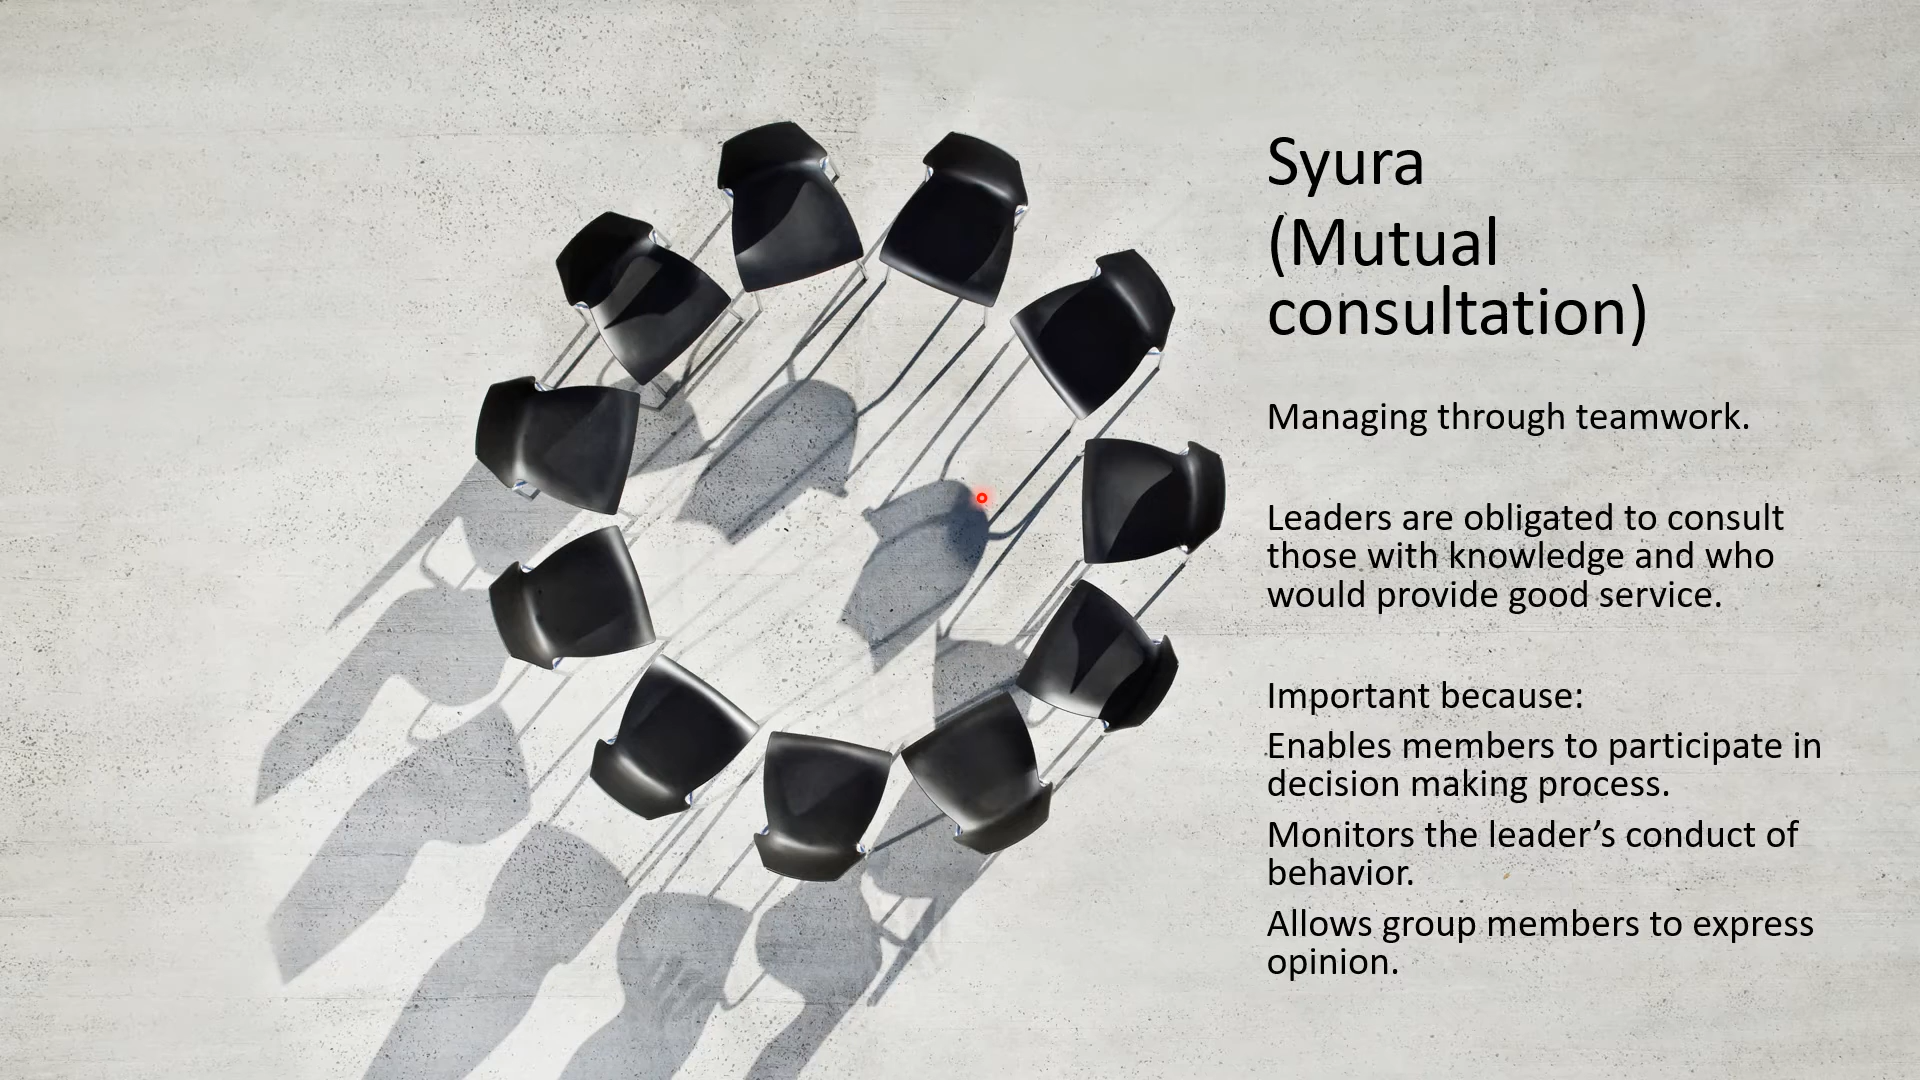 Syura
(Mutual
consultation)
Managing through teamwork.
Leaders are obligated to consult
those with knowledge and who
would provide good service.
Important because:
Enables members to participate in
decision making process.
Monitors the leader’s conduct of
behavior.
Allows group members to express
opinion.